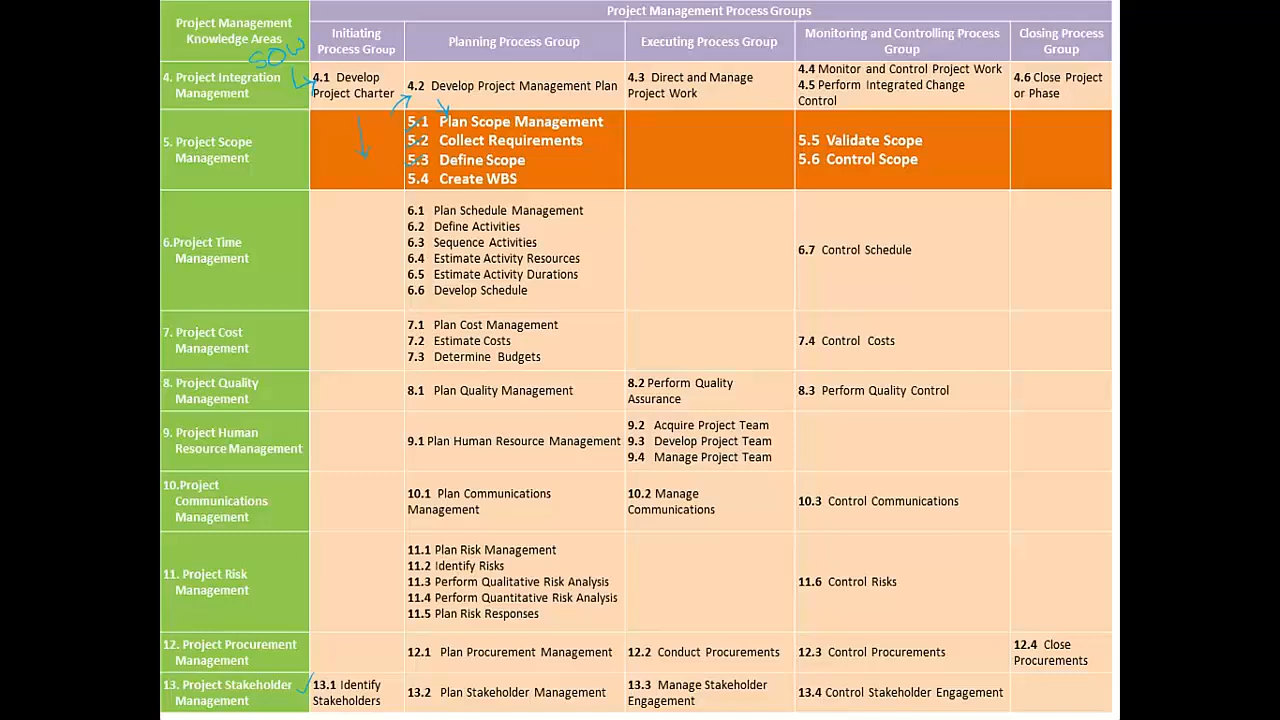 Project Management Process Groups
Project Management
Knowledge Areas
Initiating
Process Group
Planning Process Group
Executing Process Group
Monitoring and Controlling Process
Group
Closing Process
Group
SOW
4. Project Integration
Management
4.1 Develop
Project Charter
4.2 Develop Project Management Plan
4.3 Direct and Manage
Project Work
4.4 Monitor and Control Project Work
4.5 Perform Integrated Change
Control
4.6 Close Project
or Phase
5. Project Scope
Management
5.1 Plan Scope Management
5.2 Collect Requirements
5.3 Define Scope
5.4 Create WBS
5.5 Validate Scope
5.6 Control Scope
6.Project Time
Management
6.1 Plan Schedule Management
6.2 Define Activities
6.3 Sequence Activities
6.4 Estimate Activity Resources
6.5 Estimate Activity Durations
6.6 Develop Schedule
6.7 Control Schedule
7. Project Cost
Management
7.1 Plan Cost Management
7.2 Estimate Costs
7.3 Determine Budgets
7.4 Control Costs
8. Project Quality
Management
8.1 Plan Quality Management
8.2 Perform Quality
Assurance
8.3 Perform Quality Control
9. Project Human
Resource Management
9.1 Plan Human Resource Management
9.2 Acquire Project Team
9.3 Develop Project Team
9.4 Manage Project Team
10.Project
Communications
Management
10.1 Plan Communications
Management
10.2 Manage
Communications
10.3 Control Communications
11. Project Risk
Management
11.1 Plan Risk Management
11.2 Identify Risks
11.3 Perform Qualitative Risk Analysis
11.4 Perform Quantitative Risk Analysis
11.5 Plan Risk Responses
11.6 Control Risks
12. Project Procurement
Management
12.1 Plan Procurement Management
12.2 Conduct Procurements
12.3 Control Procurements
12.4 Close
Procurements
13. Project Stakeholder
Management
13.1 Identify
Stakeholders
13.2 Plan Stakeholder Management
13.3 Manage Stakeholder
Engagement
13.4 Control Stakeholder Engagement